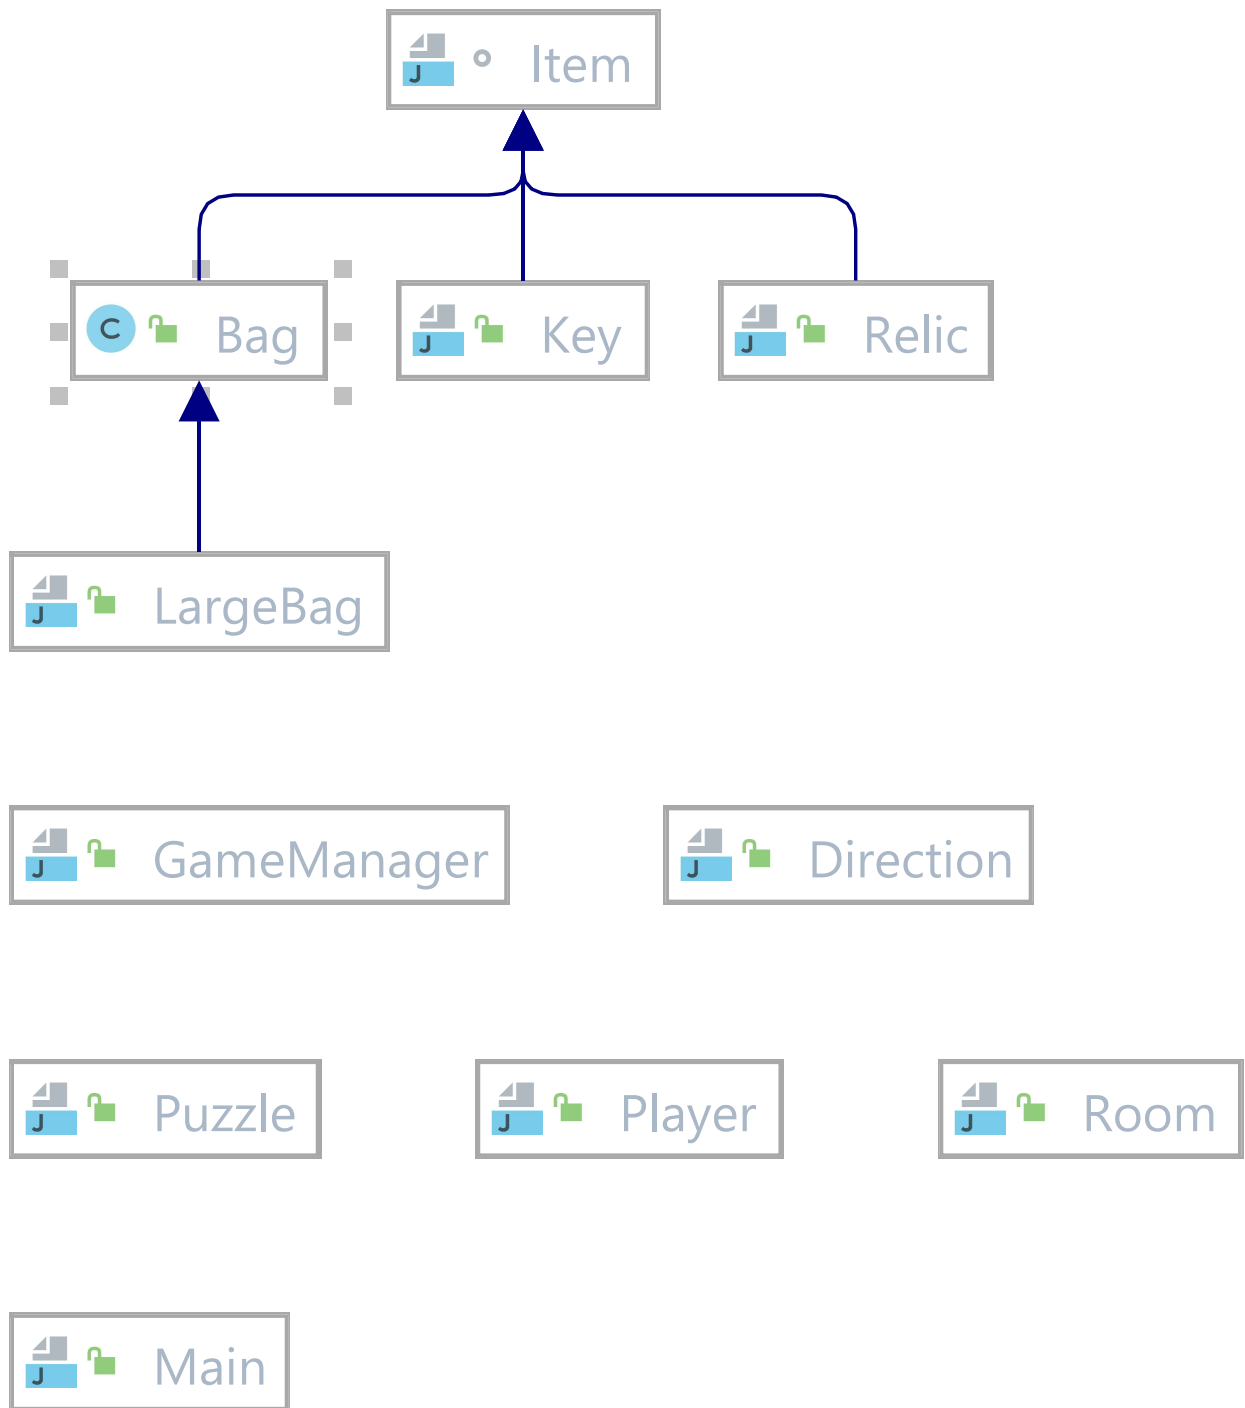 J Item
C Bag
J Key
J Relic
J LargeBag
J GameManager
J Direction
J Puzzle
J Player
J Room
J Main